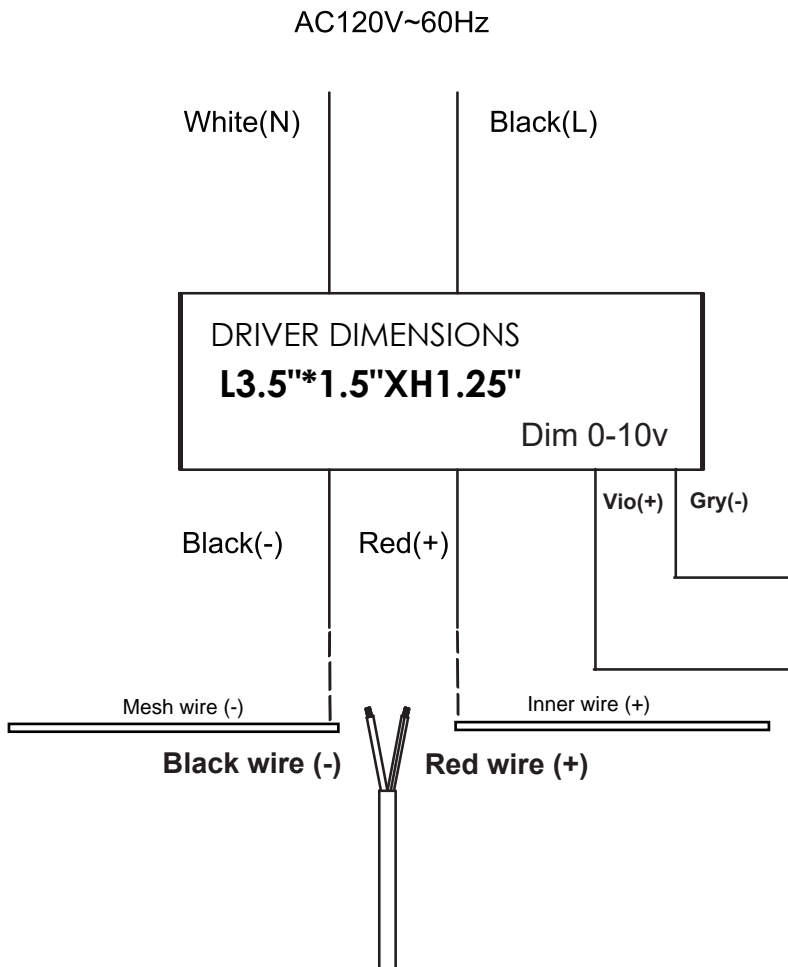 AC120V~60Hz
White(N)
Black(L)
DRIVER DIMENSIONS
L3.5"*1.5"XH1.25"
Dim 0-10v
Vio(+)
Gry(-)
Black(-)
Red(+)
Mesh wire (-)
Inner wire (+)
Black wire (-)
Red wire (+)